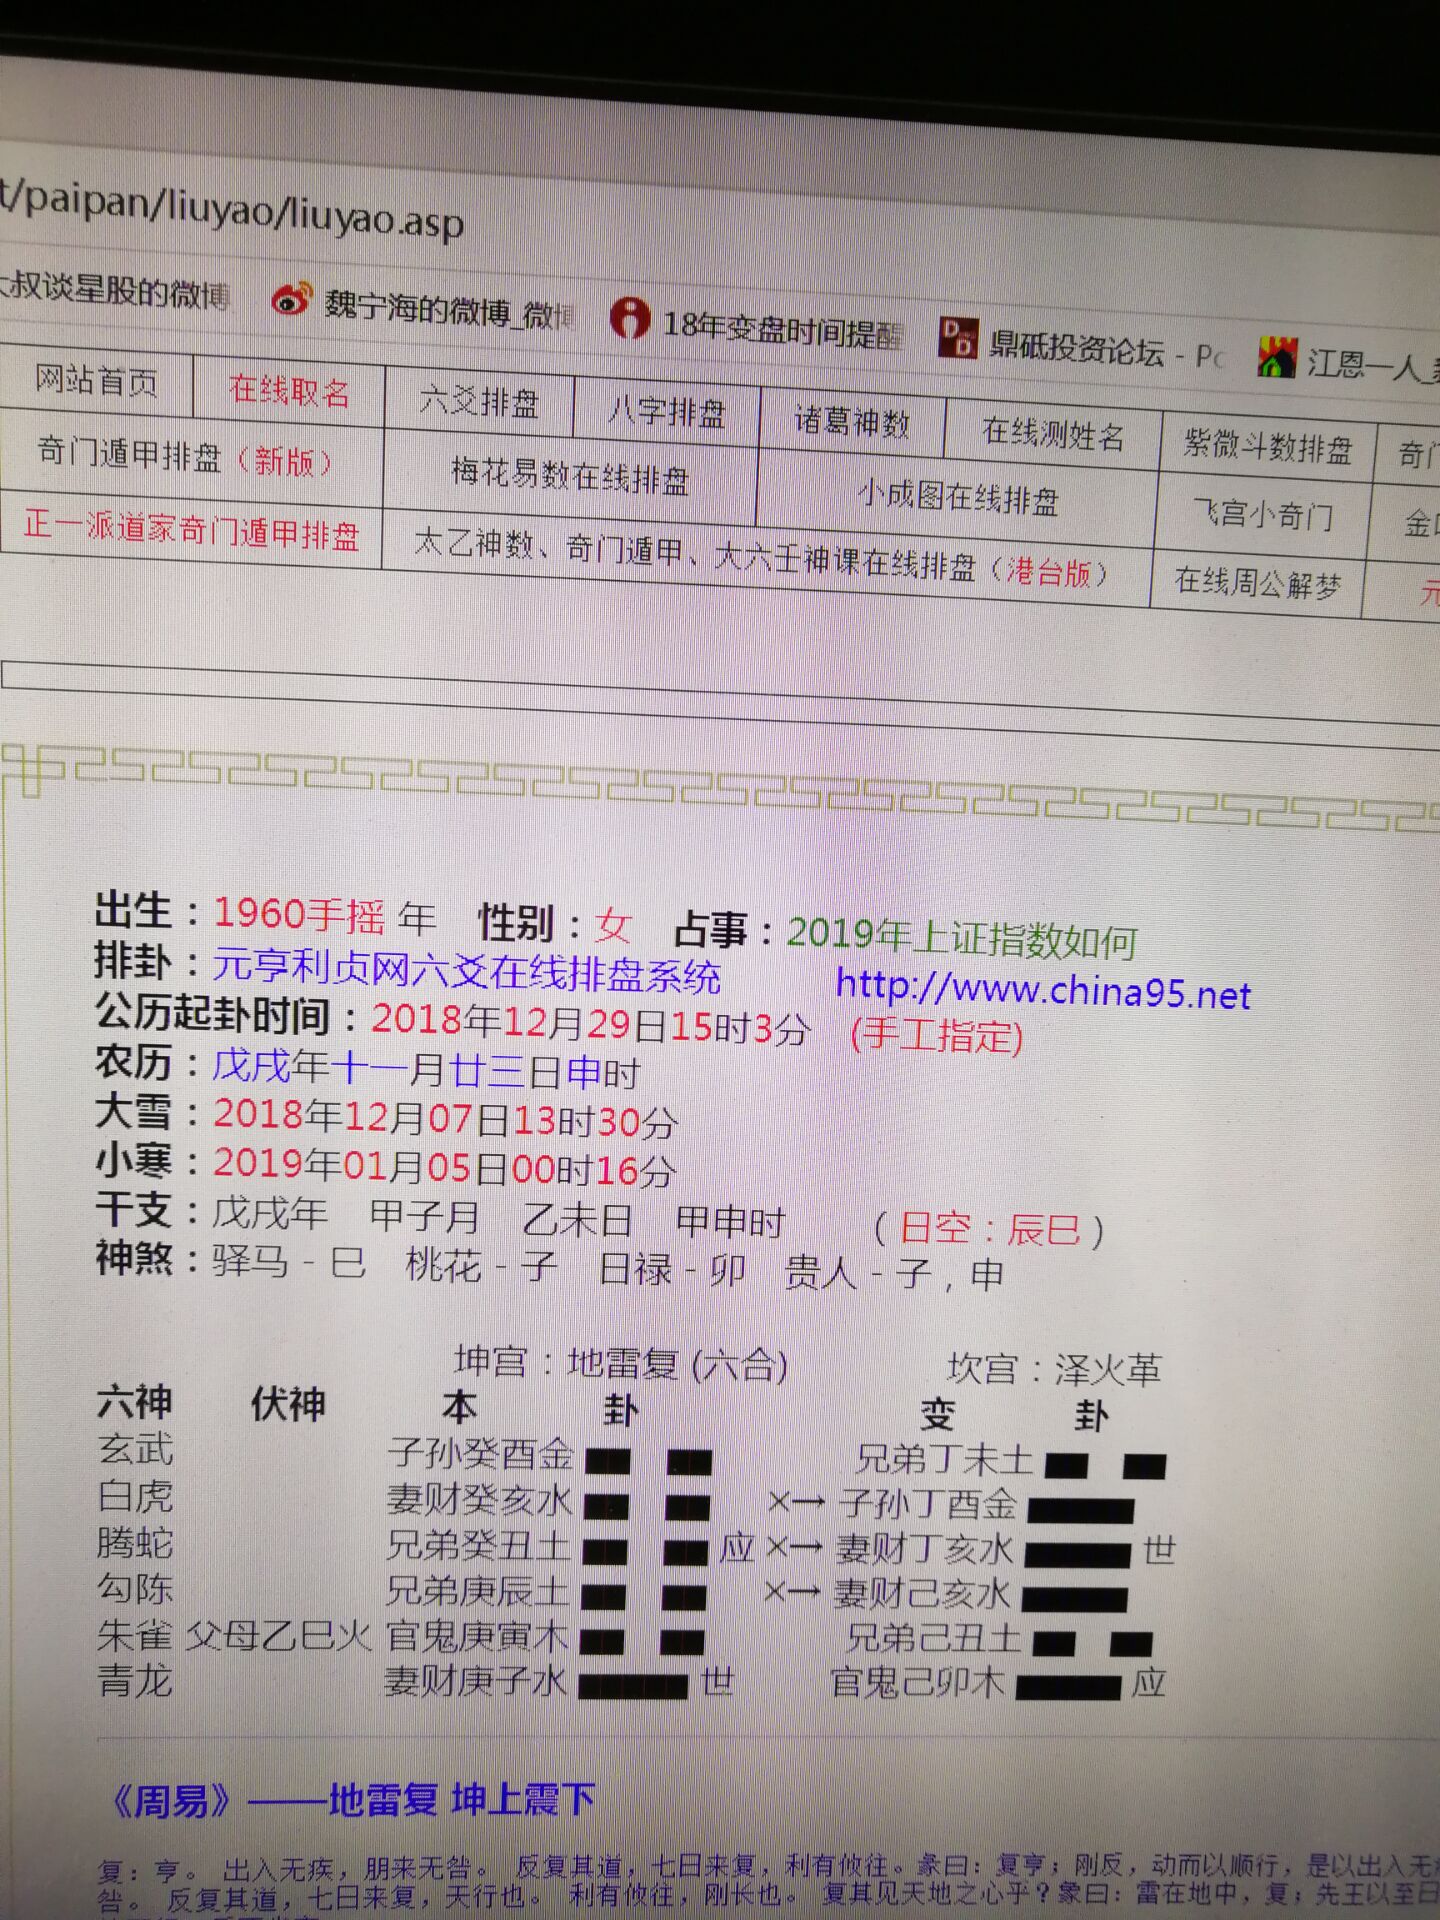 t/paipan/liuyao/liuyao.asp
大叔谈星股的微博 魏宁海的微博_微博 18年变盘时间提醒 鼎砥投资论坛 - Po 江恩一人_
网站首页 在线取名 六爻排盘 八字排盘 诸葛神数 在线测姓名 紫微斗数排盘 奇门
奇门遁甲排盘（新版） 梅花易数在线排盘 小成图在线排盘 飞宫小奇门 金口
正一派道家奇门遁甲排盘 太乙神数、奇门遁甲、大六壬神课在线排盘（港台版） 在线周公解梦 元
出生：1960手摇 年 性别：女 占事：2019年上证指数如何
排卦：元亨利贞网六爻在线排盘系统 http://www.china95.net
公历起卦时间：2018年12月29日15时3分 (手工指定)
农历：戊戌年十一月廿三日申时
大雪：2018年12月07日13时30分
小寒：2019年01月05日00时16分
干支：戊戌年 甲子月 乙未日 甲申时 （日空：辰巳）
神煞：驿马－巳 桃花－子 日禄－卯 贵人－子，申
坤宫：地雷复 (六合) 坎宫：泽火革
六神 伏神 本 卦 变 卦
玄武 子孙癸酉金 兄弟丁未土
白虎 妻财癸亥水 ×→ 子孙丁酉金
腾蛇 兄弟癸丑土 应 ×→ 妻财丁亥水 世
勾陈 兄弟庚辰土 ×→ 妻财己亥水
朱雀 父母乙巳火 官鬼庚寅木 兄弟己丑土
青龙 妻财庚子水 世 官鬼己卯木 应
《周易》——地雷复 坤上震下
复：亨。 出入无疾，朋来无咎。 反复其道，七日来复，利有攸往。彖曰：复亨；刚反，动而以顺行，是以出入无疾
咎。 反复其道，七日来复，天行也。 利有攸往，刚长也。 复其见天地之心乎？象曰：雷在地中，复；先王以至日